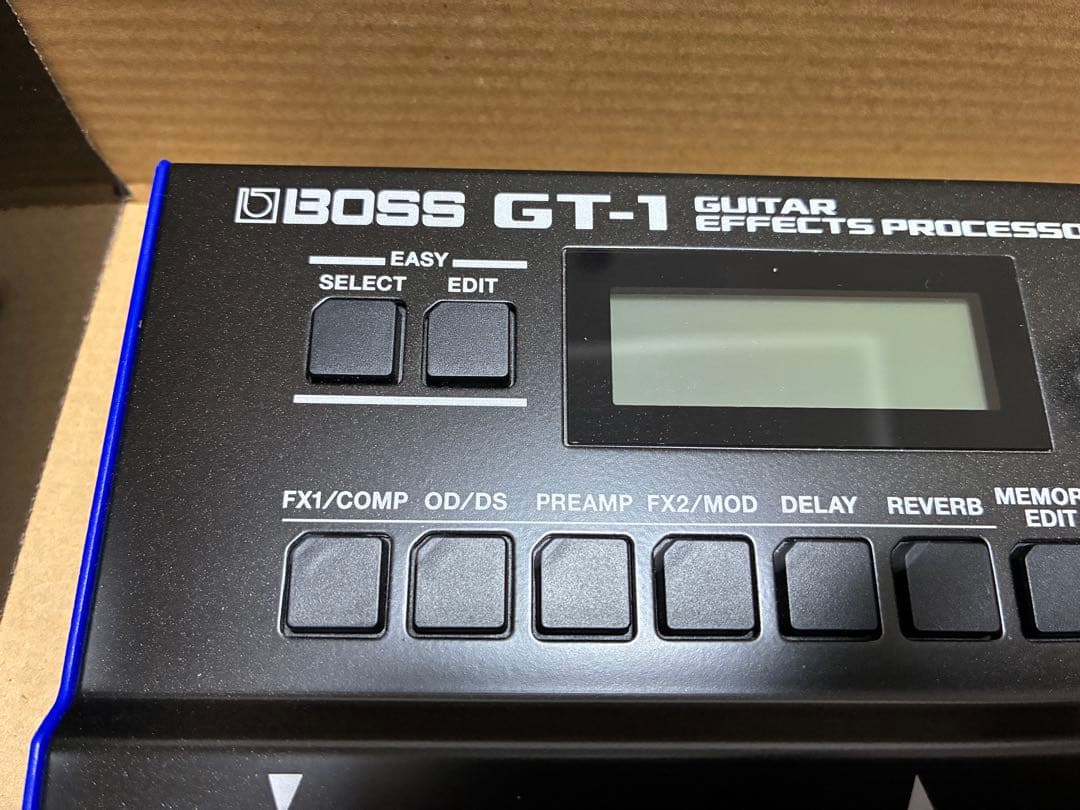 BOSS GT-1 GUITAR
EFFECTS PROCESSO
EASY
SELECT EDIT
FX1/COMP OD/DS PREAMP FX2/MOD DELAY REVERB MEMOR
EDIT